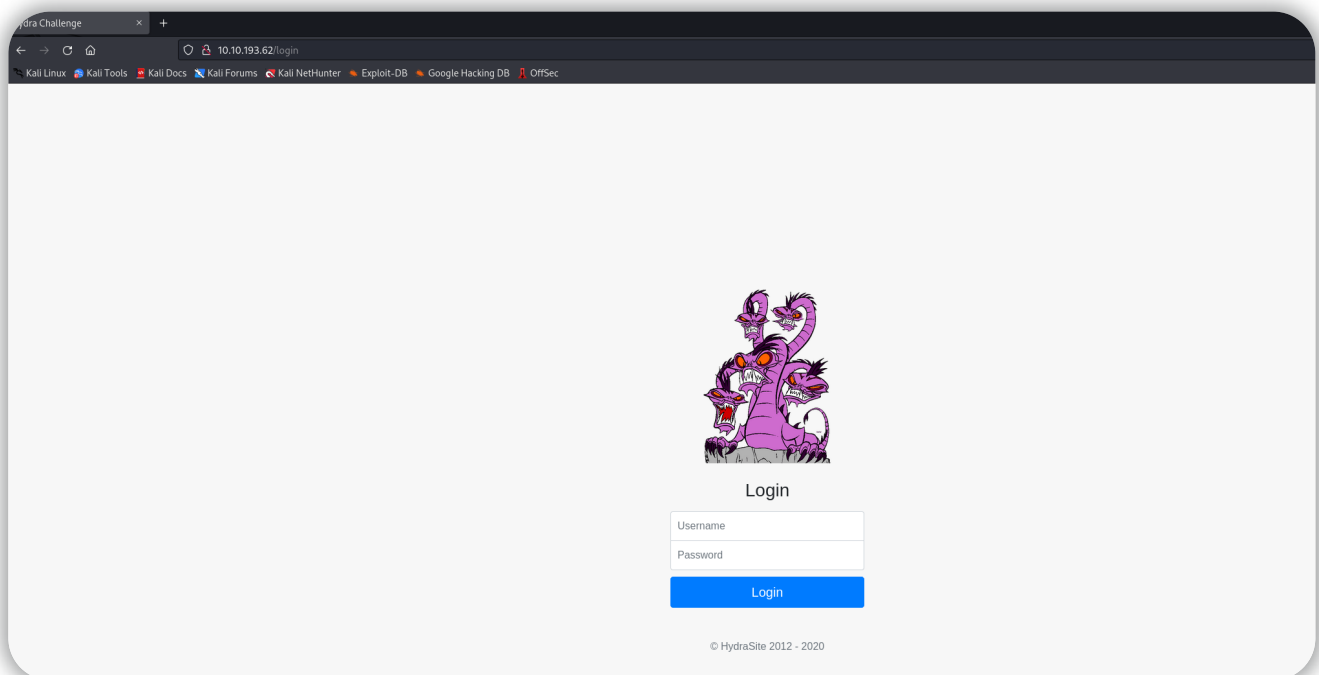 ydra Challenge × +
10.10.193.62/login
Kali Linux Kali Tools Kali Docs Kali Forums Kali NetHunter Exploit-DB Google Hacking DB OffSec
Login
Username
Password
Login
© HydraSite 2012 - 2020